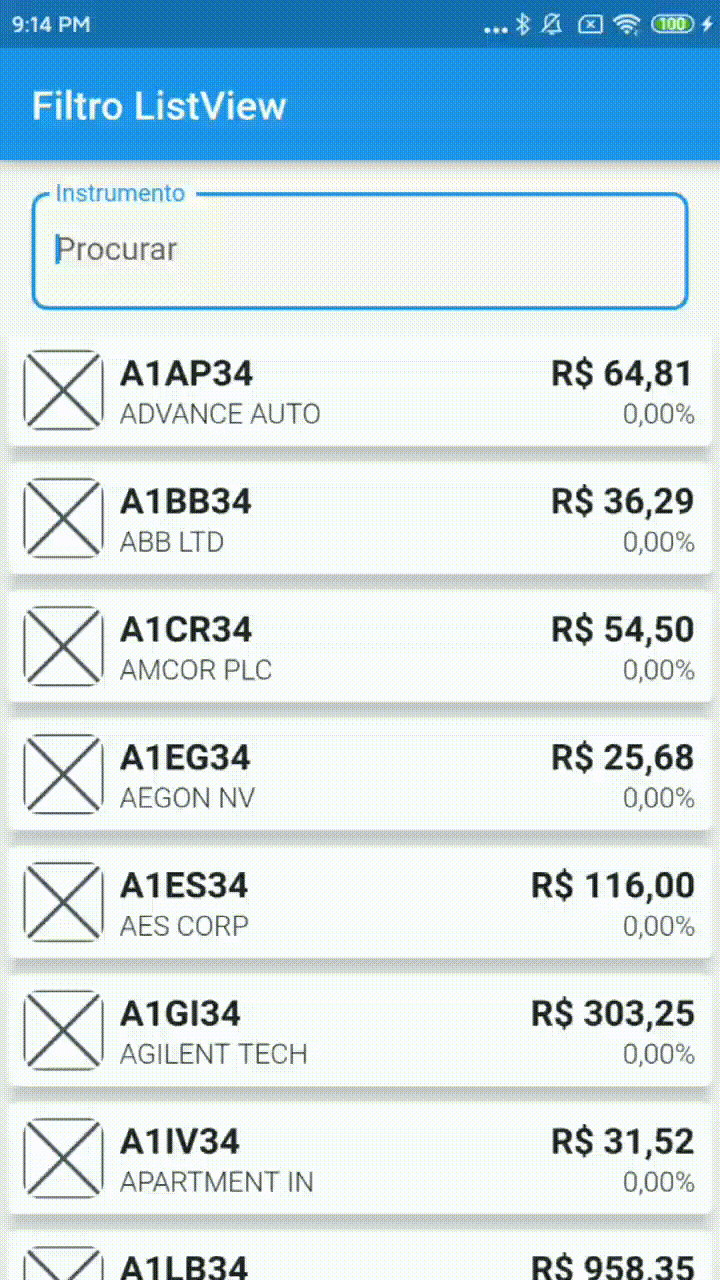 9:14 PM 100
Filtro ListView
Instrumento
Procurar
A1AP34 R$ 64,81
ADVANCE AUTO 0,00%
A1BB34 R$ 36,29
ABB LTD 0,00%
A1CR34 R$ 54,50
AMCOR PLC 0,00%
A1EG34 R$ 25,68
AEGON NV 0,00%
A1ES34 R$ 116,00
AES CORP 0,00%
A1GI34 R$ 303,25
AGILENT TECH 0,00%
A1IV34 R$ 31,52
APARTMENT IN 0,00%
A1LB34 R$ 958,35